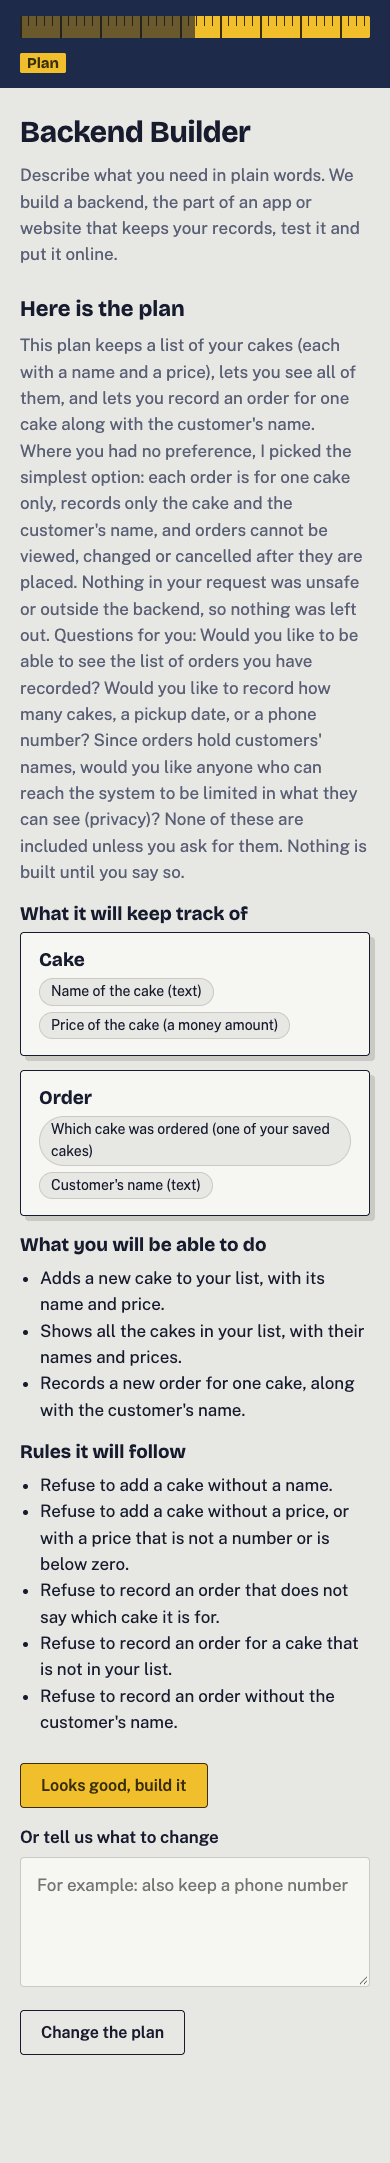 Plan
Backend Builder
Describe what you need in plain words. We
build a backend, the part of an app or
website that keeps your records, test it and
put it online.
Here is the plan
This plan keeps a list of your cakes (each
with a name and a price), lets you see all of
them, and lets you record an order for one
cake along with the customer's name.
Where you had no preference, I picked the
simplest option: each order is for one cake
only, records only the cake and the
customer's name, and orders cannot be
viewed, changed or cancelled after they are
placed. Nothing in your request was unsafe
or outside the backend, so nothing was left
out. Questions for you: Would you like to be
able to see the list of orders you have
recorded? Would you like to record how
many cakes, a pickup date, or a phone
number? Since orders hold customers'
names, would you like anyone who can
reach the system to be limited in what they
can see (privacy)? None of these are
included unless you ask for them. Nothing is
built until you say so.
What it will keep track of
Cake
Name of the cake (text)
Price of the cake (a money amount)
Order
Which cake was ordered (one of your saved
cakes)
Customer's name (text)
What you will be able to do
• Adds a new cake to your list, with its
name and price.
• Shows all the cakes in your list, with their
names and prices.
• Records a new order for one cake, along
with the customer's name.
Rules it will follow
• Refuse to add a cake without a name.
• Refuse to add a cake without a price, or
with a price that is not a number or is
below zero.
• Refuse to record an order that does not
say which cake it is for.
• Refuse to record an order for a cake that
is not in your list.
• Refuse to record an order without the
customer's name.
Looks good, build it
Or tell us what to change
For example: also keep a phone number
Change the plan